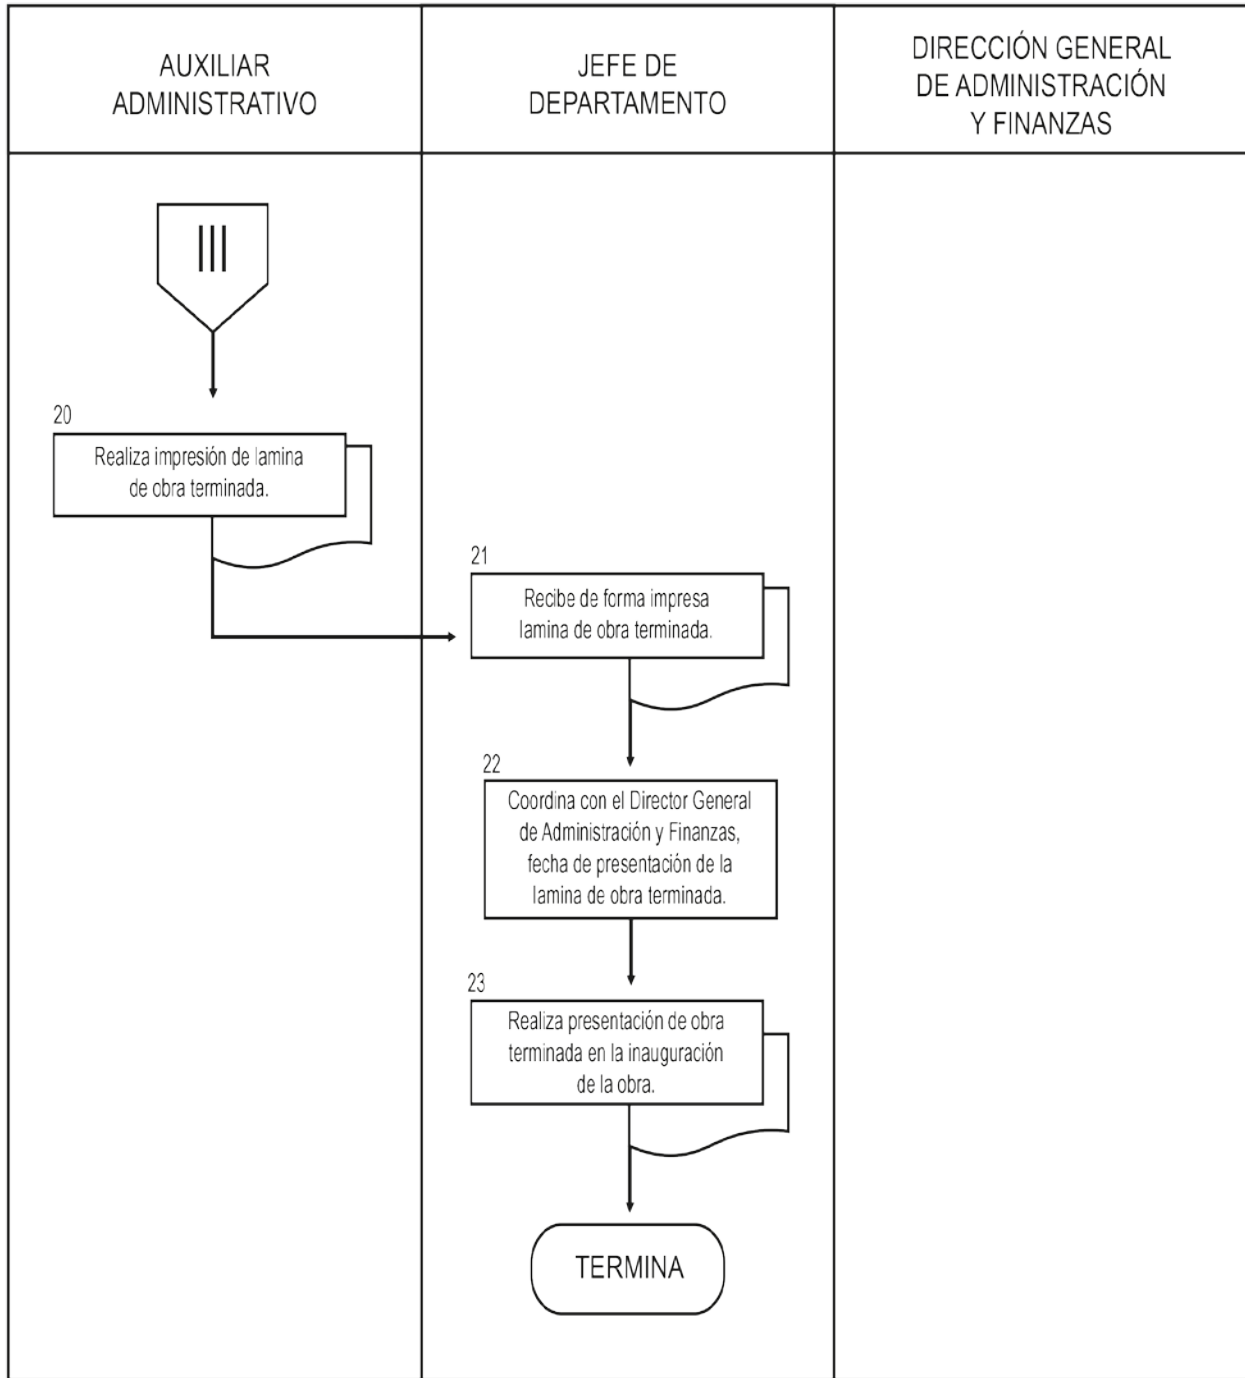 AUXILIAR
ADMINISTRATIVO
JEFE DE
DEPARTAMENTO
DIRECCIÓN GENERAL
DE ADMINISTRACIÓN
Y FINANZAS
III
20
Realiza impresión de lamina
de obra terminada.
21
Recibe de forma impresa
lamina de obra terminada.
22
Coordina con el Director General
de Administración y Finanzas,
fecha de presentación de la
lamina de obra terminada.
23
Realiza presentación de obra
terminada en la inauguración
de la obra.
TERMINA